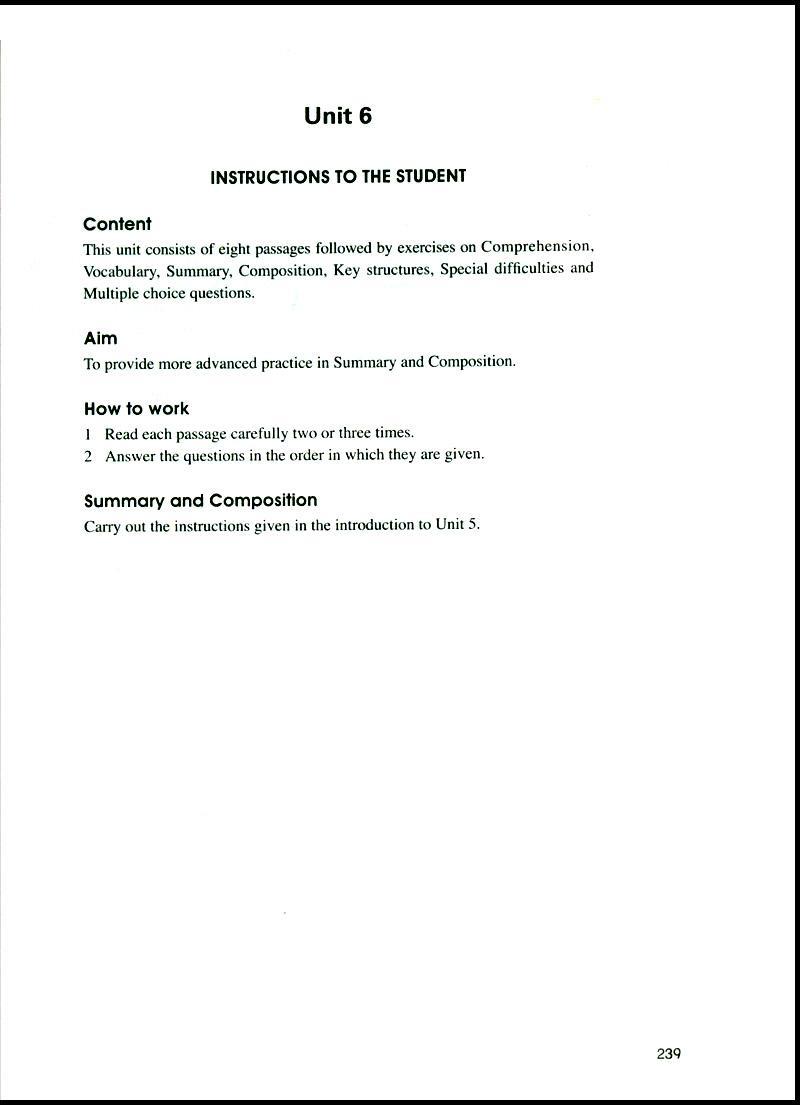 Unit 6
INSTRUCTIONS TO THE STUDENT
Content
This unit consists of eight passages followed by exercises on Comprehension,
Vocabulary, Summary, Composition, Key structures, Special difficulties and
Multiple choice questions.
Aim
To provide more advanced practice in Summary and Composition.
How to work
1 Read each passage carefully two or three times.
2 Answer the questions in the order in which they are given.
Summary and Composition
Carry out the instructions given in the introduction to Unit 5.
239